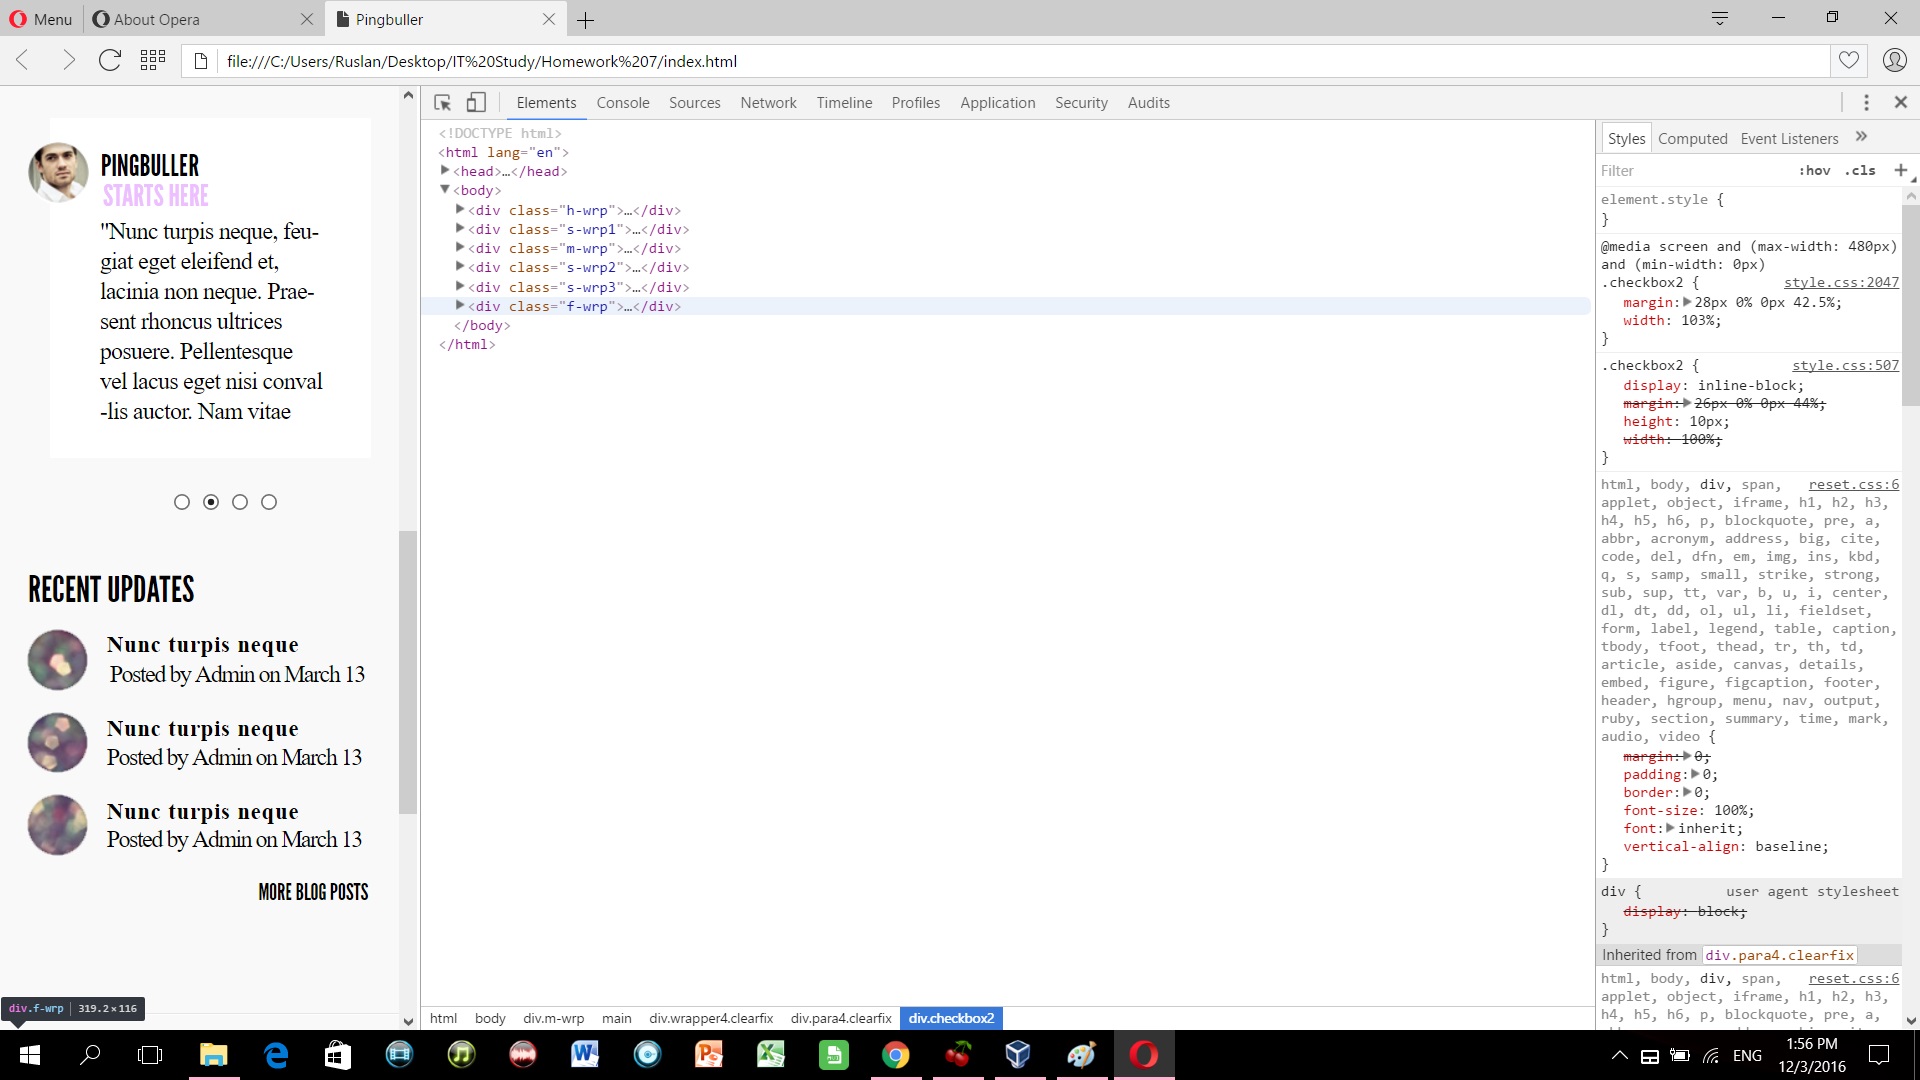 Menu
About Opera
Pingbuller
file:///C:/Users/Ruslan/Desktop/IT%20Study/Homework%207/index.html
PINGBULLER
STARTS HERE
"Nunc turpis neque, feu-
giat eget eleifend et,
lacinia non neque. Prae-
sent rhoncus ultrices
posuere. Pellentesque
vel lacus eget nisi conval
-lis auctor. Nam vitae
RECENT UPDATES
Nunc turpis neque
Posted by Admin on March 13
Nunc turpis neque
Posted by Admin on March 13
Nunc turpis neque
Posted by Admin on March 13
MORE BLOG POSTS
div.f-wrp | 319.2×116
Elements Console Sources Network Timeline Profiles Application Security Audits
<!DOCTYPE html>
<html lang="en">
<head>…</head>
<body>
<div class="h-wrp">…</div>
<div class="s-wrp1">…</div>
<div class="m-wrp">…</div>
<div class="s-wrp2">…</div>
<div class="s-wrp3">…</div>
<div class="f-wrp">…</div>
</body>
</html>
html body div.m-wrp main div.wrapper4.clearfix div.para4.clearfix div.checkbox2
Styles Computed Event Listeners »
Filter :hov .cls +
element.style {
}
@media screen and (max-width: 480px)
and (min-width: 0px)
.checkbox2 { style.css:2047
margin: 28px 0% 0px 42.5%;
width: 103%;
}
.checkbox2 { style.css:507
display: inline-block;
margin: 26px 0% 0px 44%;
height: 10px;
width: 100%;
}
html, body, div, span, reset.css:6
applet, object, iframe, h1, h2, h3,
h4, h5, h6, p, blockquote, pre, a,
abbr, acronym, address, big, cite,
code, del, dfn, em, img, ins, kbd,
q, s, samp, small, strike, strong,
sub, sup, tt, var, b, u, i, center,
dl, dt, dd, ol, ul, li, fieldset,
form, label, legend, table, caption,
tbody, tfoot, thead, tr, th, td,
article, aside, canvas, details,
embed, figure, figcaption, footer,
header, hgroup, menu, nav, output,
ruby, section, summary, time, mark,
audio, video {
margin: 0;
padding: 0;
border: 0;
font-size: 100%;
font: inherit;
vertical-align: baseline;
}
div { user agent stylesheet
display: block;
}
Inherited from div.para4.clearfix
html, body, div, span, reset.css:6
applet, object, iframe, h1, h2, h3,
h4, h5, h6, p, blockquote, pre, a,
ENG
1:56 PM
12/3/2016